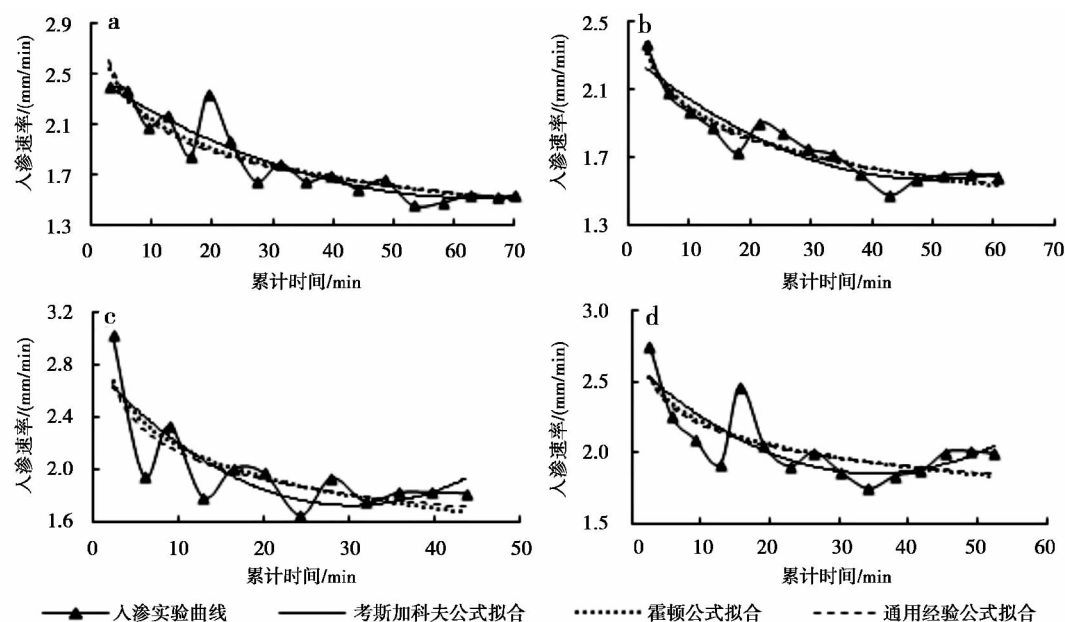 a
2.9
2.5
2.1
1.7
1.3
入渗速率/(mm/min)
0 10 20 30 40 50 60 70
累计时间/min
b
2.5
2.1
1.7
1.3
入渗速率/(mm/min)
0 10 20 30 40 50 60 70
累计时间/min
c
3.2
2.8
2.4
2.0
1.6
入渗速率/(mm/min)
0 10 20 30 40 50
累计时间/min
d
3.0
2.5
2.0
1.5
入渗速率/(mm/min)
0 10 20 30 40 50 60
累计时间/min
入渗实验曲线 考斯加科夫公式拟合 霍顿公式拟合 通用经验公式拟合